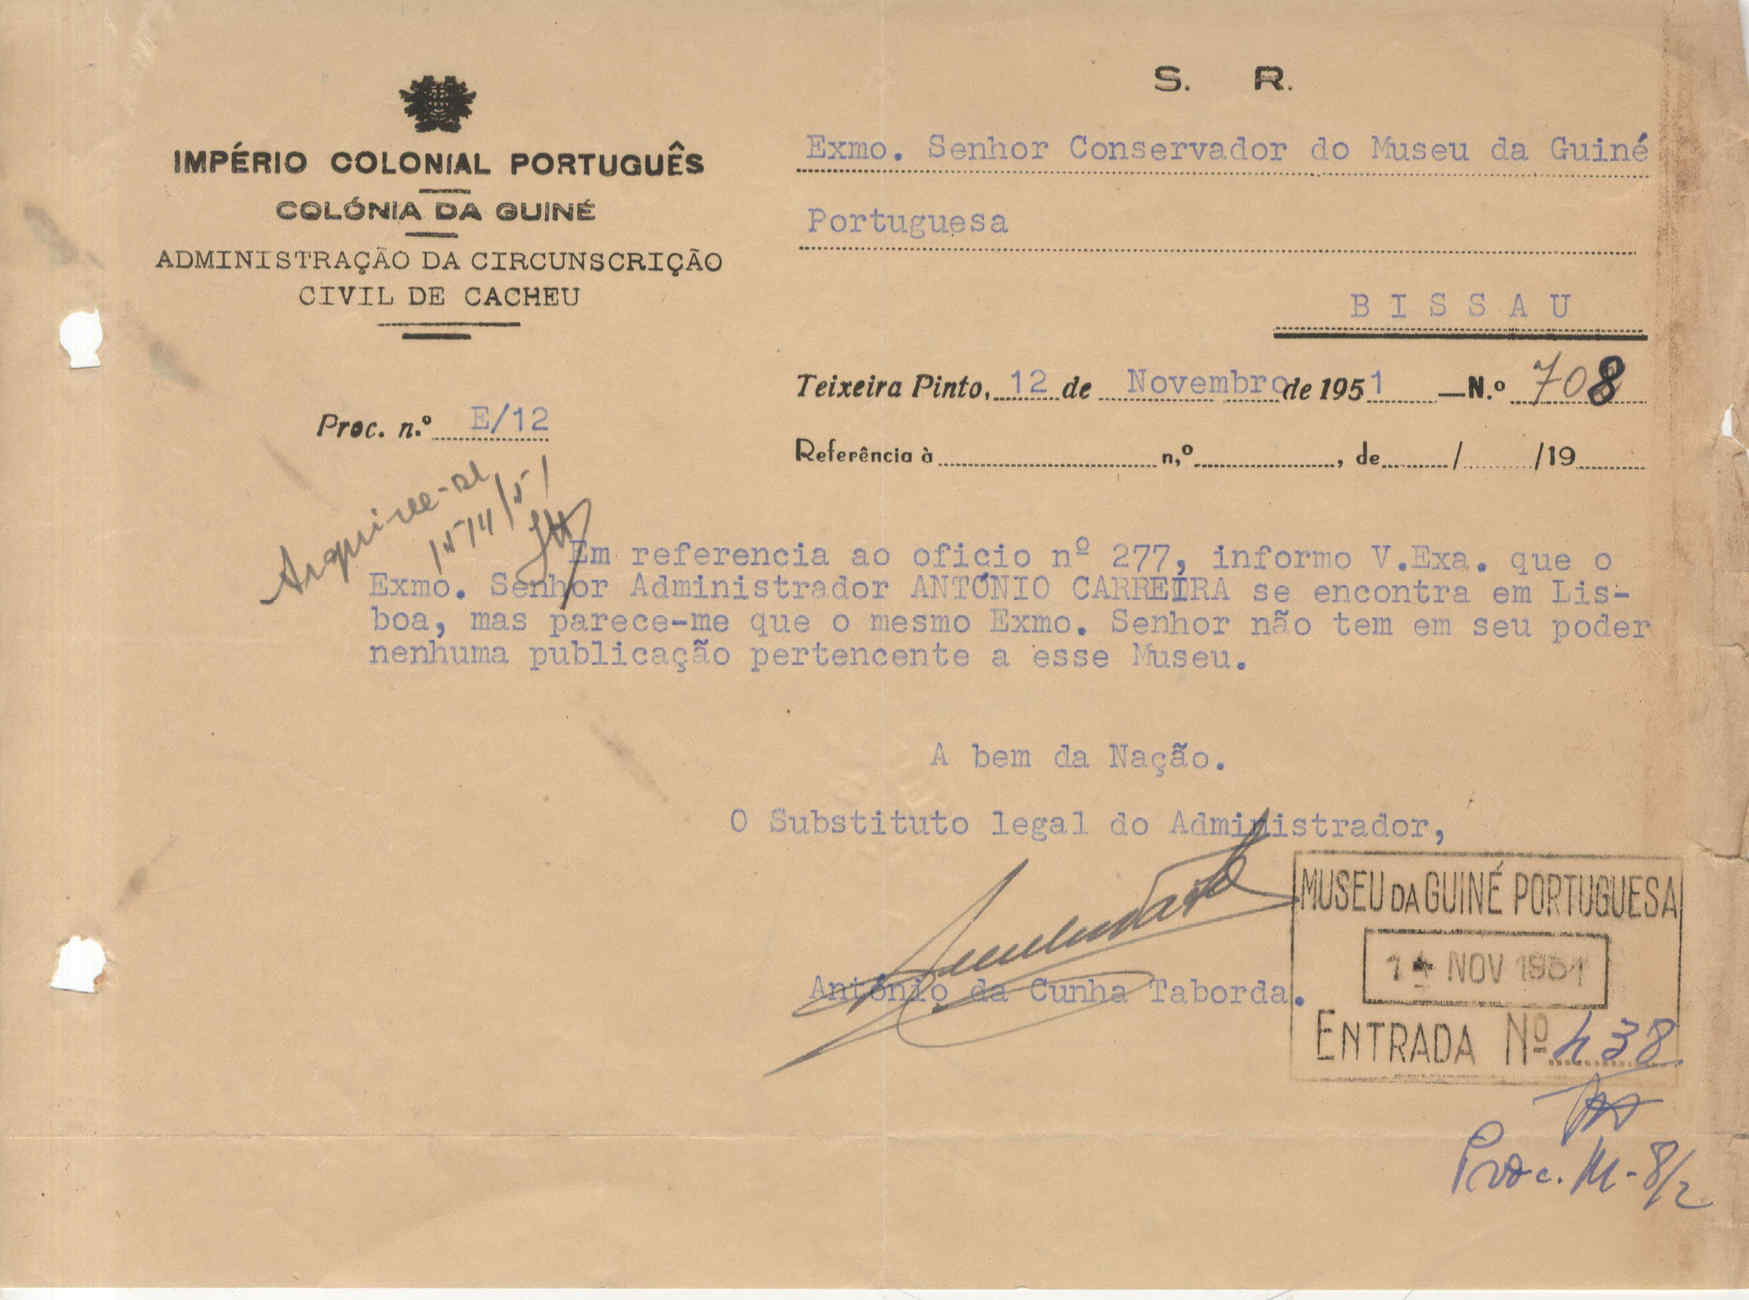 S. R.
IMPÉRIO COLONIAL PORTUGUÊS
COLÓNIA DA GUINÉ
ADMINISTRAÇÃO DA CIRCUNSCRIÇÃO
CIVIL DE CACHEU
Exmo. Senhor Conservador do Museu da Guiné
Portuguesa
BISSAU
Teixeira Pinto, 12 de Novembro de 1951 — N.º 708
Proc. n.º E/12
Referência à n,º , de / /19
Arquive-se
15/11/51
Em referencia ao oficio nº 277, informo V.Exa. que o
Exmo. Senhor Administrador ANTÓNIO CARREIRA se encontra em Lis-
boa, mas parece-me que o mesmo Exmo. Senhor não tem em seu poder
nenhuma publicação pertencente a esse Museu.
A bem da Nação.
O Substituto legal do Administrador,
António da Cunha Taborda.
MUSEU DA GUINÉ PORTUGUESA
NOV 1951
ENTRADA Nº 438
Proc. M-8/2